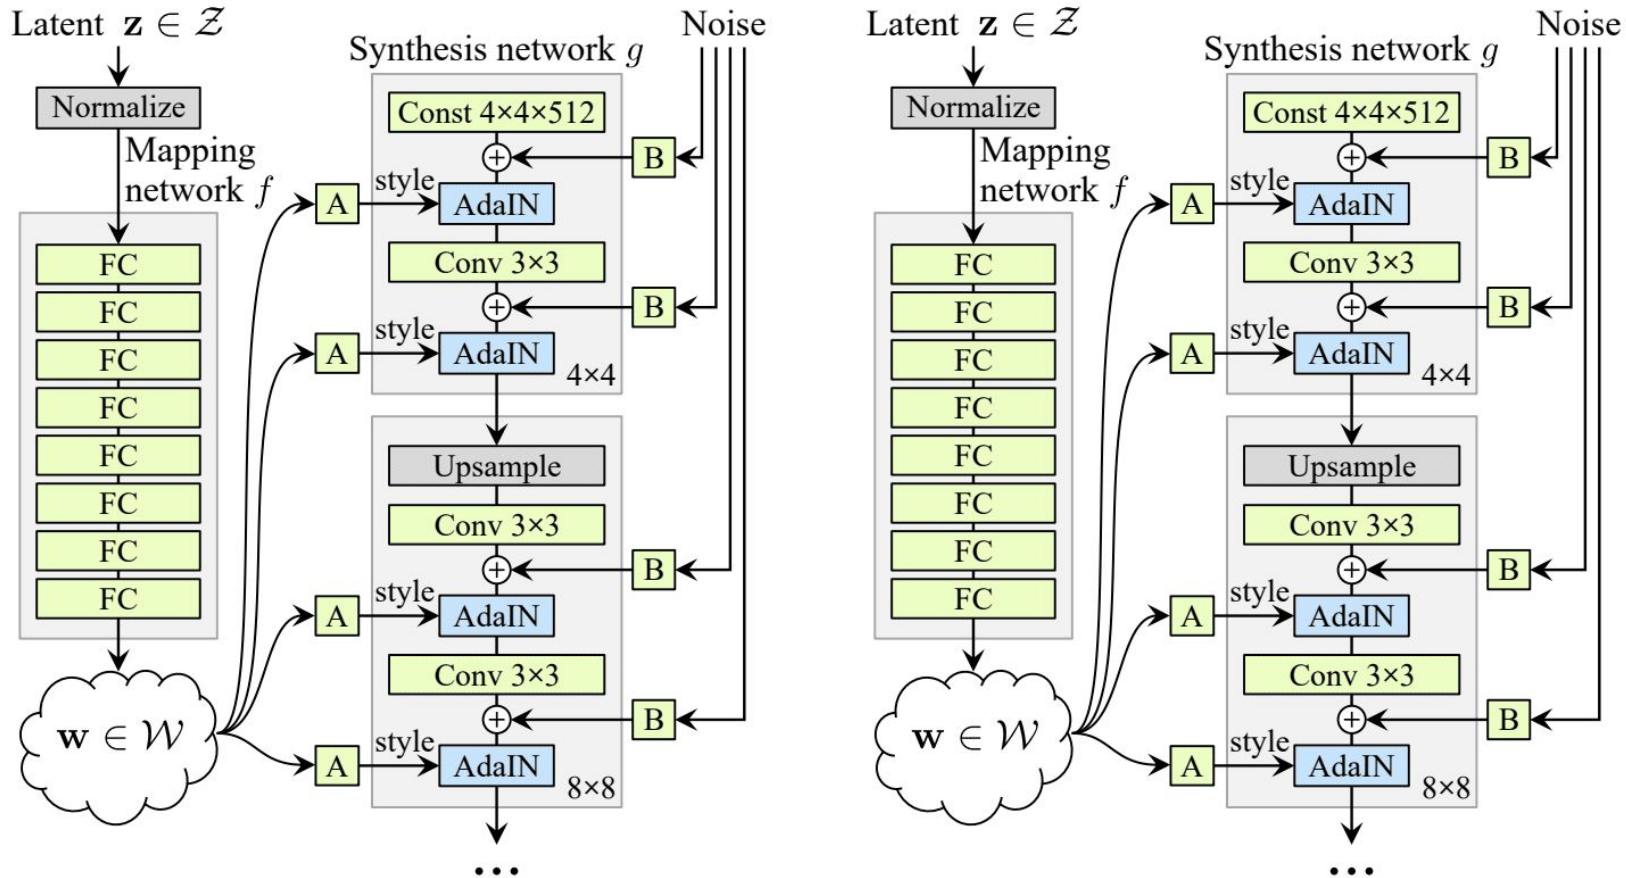 Latent z ∈ 𝒵
Normalize
Mapping
network f
FC
FC
FC
FC
FC
FC
FC
FC
w ∈ 𝒲
Synthesis network g
Noise
Const 4×4×512
B
A
style
AdaIN
Conv 3×3
B
A
style
AdaIN
4×4
Upsample
Conv 3×3
B
A
style
AdaIN
Conv 3×3
B
A
style
AdaIN
8×8
...
Latent z ∈ 𝒵
Normalize
Mapping
network f
FC
FC
FC
FC
FC
FC
FC
FC
w ∈ 𝒲
Synthesis network g
Noise
Const 4×4×512
B
A
style
AdaIN
Conv 3×3
B
A
style
AdaIN
4×4
Upsample
Conv 3×3
B
A
style
AdaIN
Conv 3×3
B
A
style
AdaIN
8×8
...